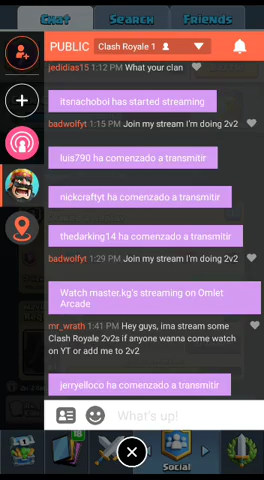 Chat Search Friends
PUBLIC Clash Royale 1
jedidias15 1:12 PM What your clan
itsnachoboi has started streaming
badwolfyt 1:15 PM Join my stream I'm doing 2v2
luis790 ha comenzado a transmitir
nickcraftyt ha comenzado a transmitir
thedarking14 ha comenzado a transmitir
badwolfyt 1:29 PM Join my stream I'm doing 2v2
Watch master.kg's streaming on Omlet
Arcade
mr_wrath 1:41 PM Hey guys, ima stream some
Clash Royale 2v2s if anyone wanna come watch
on YT or add me to 2v2
jerryelloco ha comenzado a transmitir
What's up!
18
Social